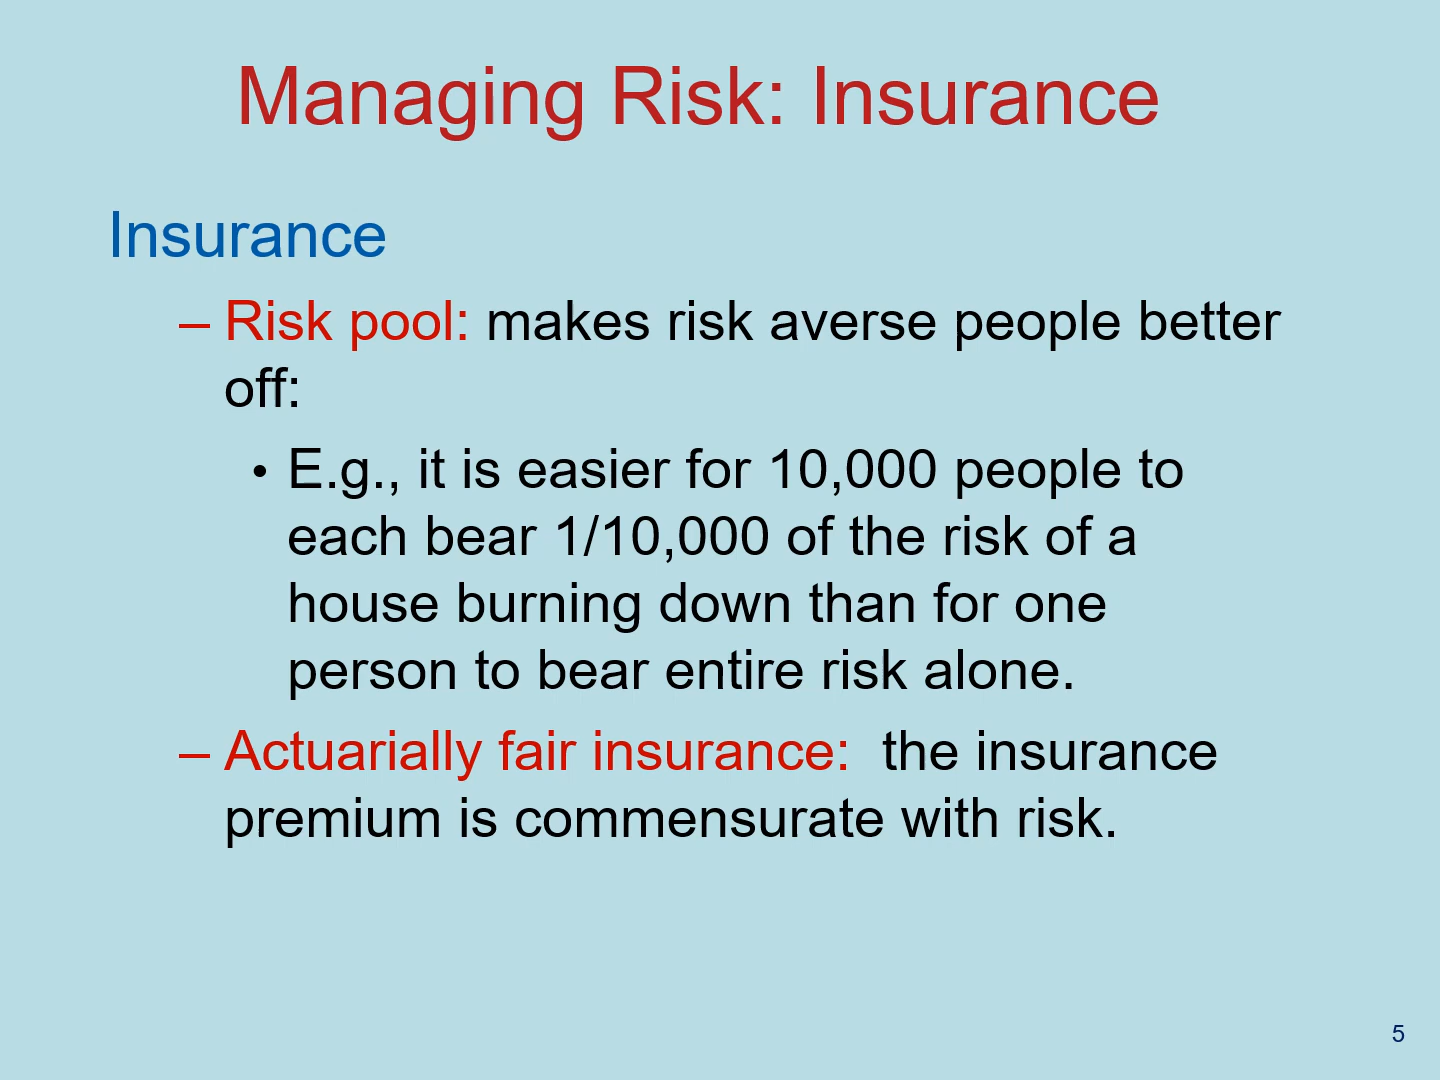 Managing Risk: Insurance
Insurance
– Risk pool: makes risk averse people better
off:
• E.g., it is easier for 10,000 people to
each bear 1/10,000 of the risk of a
house burning down than for one
person to bear entire risk alone.
– Actuarially fair insurance:  the insurance
premium is commensurate with risk.
5